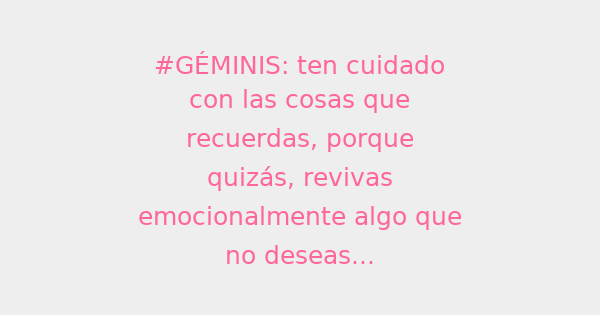 #GÉMINIS: ten cuidado
con las cosas que
recuerdas, porque
quizás, revivas
emocionalmente algo que
no deseas...